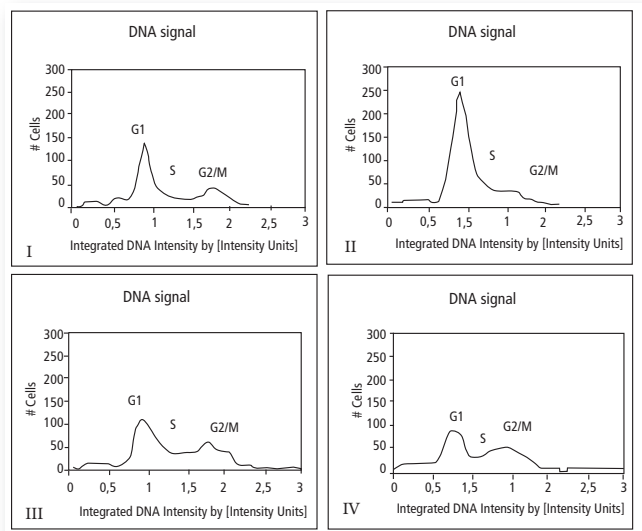 DNA signal
300
250
200
150
100
50
0
# Cells
G1
S
G2/M
0 0,5 1 1,5 2 2,5 3
Integrated DNA Intensity by [Intensity Units]
I
DNA signal
300
250
200
150
100
50
0
# Cells
G1
S
G2/M
0 0,5 1,5 1,5 2 2,5 3
Integrated DNA Intensity by [Intensity Units]
II
DNA signal
300
250
200
150
100
50
0
# Cells
G1
S
G2/M
0 0,5 1 1,5 2 2,5 3
Integrated DNA Intensity by [Intensity Units]
III
DNA signal
300
250
200
150
100
50
0
# Cells
G1
S
G2/M
0 0,5 1 1,5 1 2,5 3
Integrated DNA Intensity by [Intensity Units]
IV